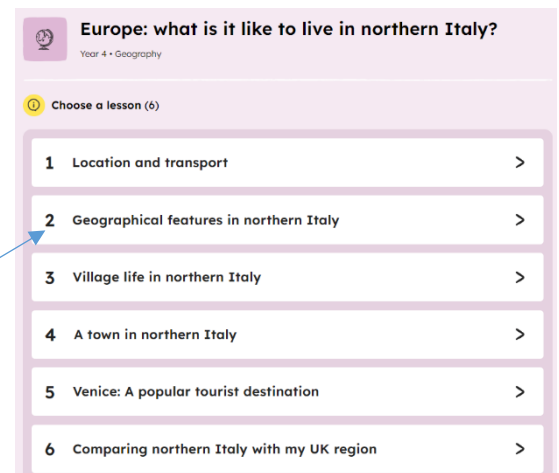 Europe: what is it like to live in northern Italy?
Year 4 • Geography
Choose a lesson (6)
1 Location and transport
2 Geographical features in northern Italy
3 Village life in northern Italy
4 A town in northern Italy
5 Venice: A popular tourist destination
6 Comparing northern Italy with my UK region